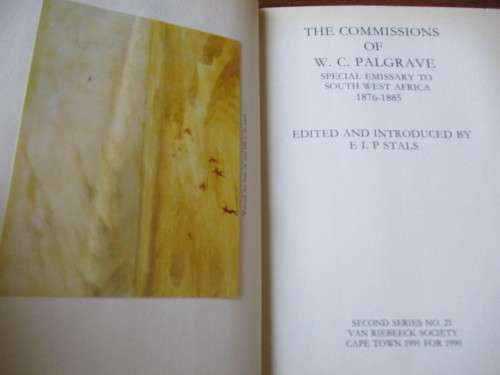 THE COMMISSIONS
OF
W. C. PALGRAVE
SPECIAL EMISSARY TO
SOUTH WEST AFRICA
1876-1885
EDITED AND INTRODUCED BY
E L P STALS
SECOND SERIES NO. 21
VAN RIEBEECK SOCIETY
CAPE TOWN 1991 FOR 1990